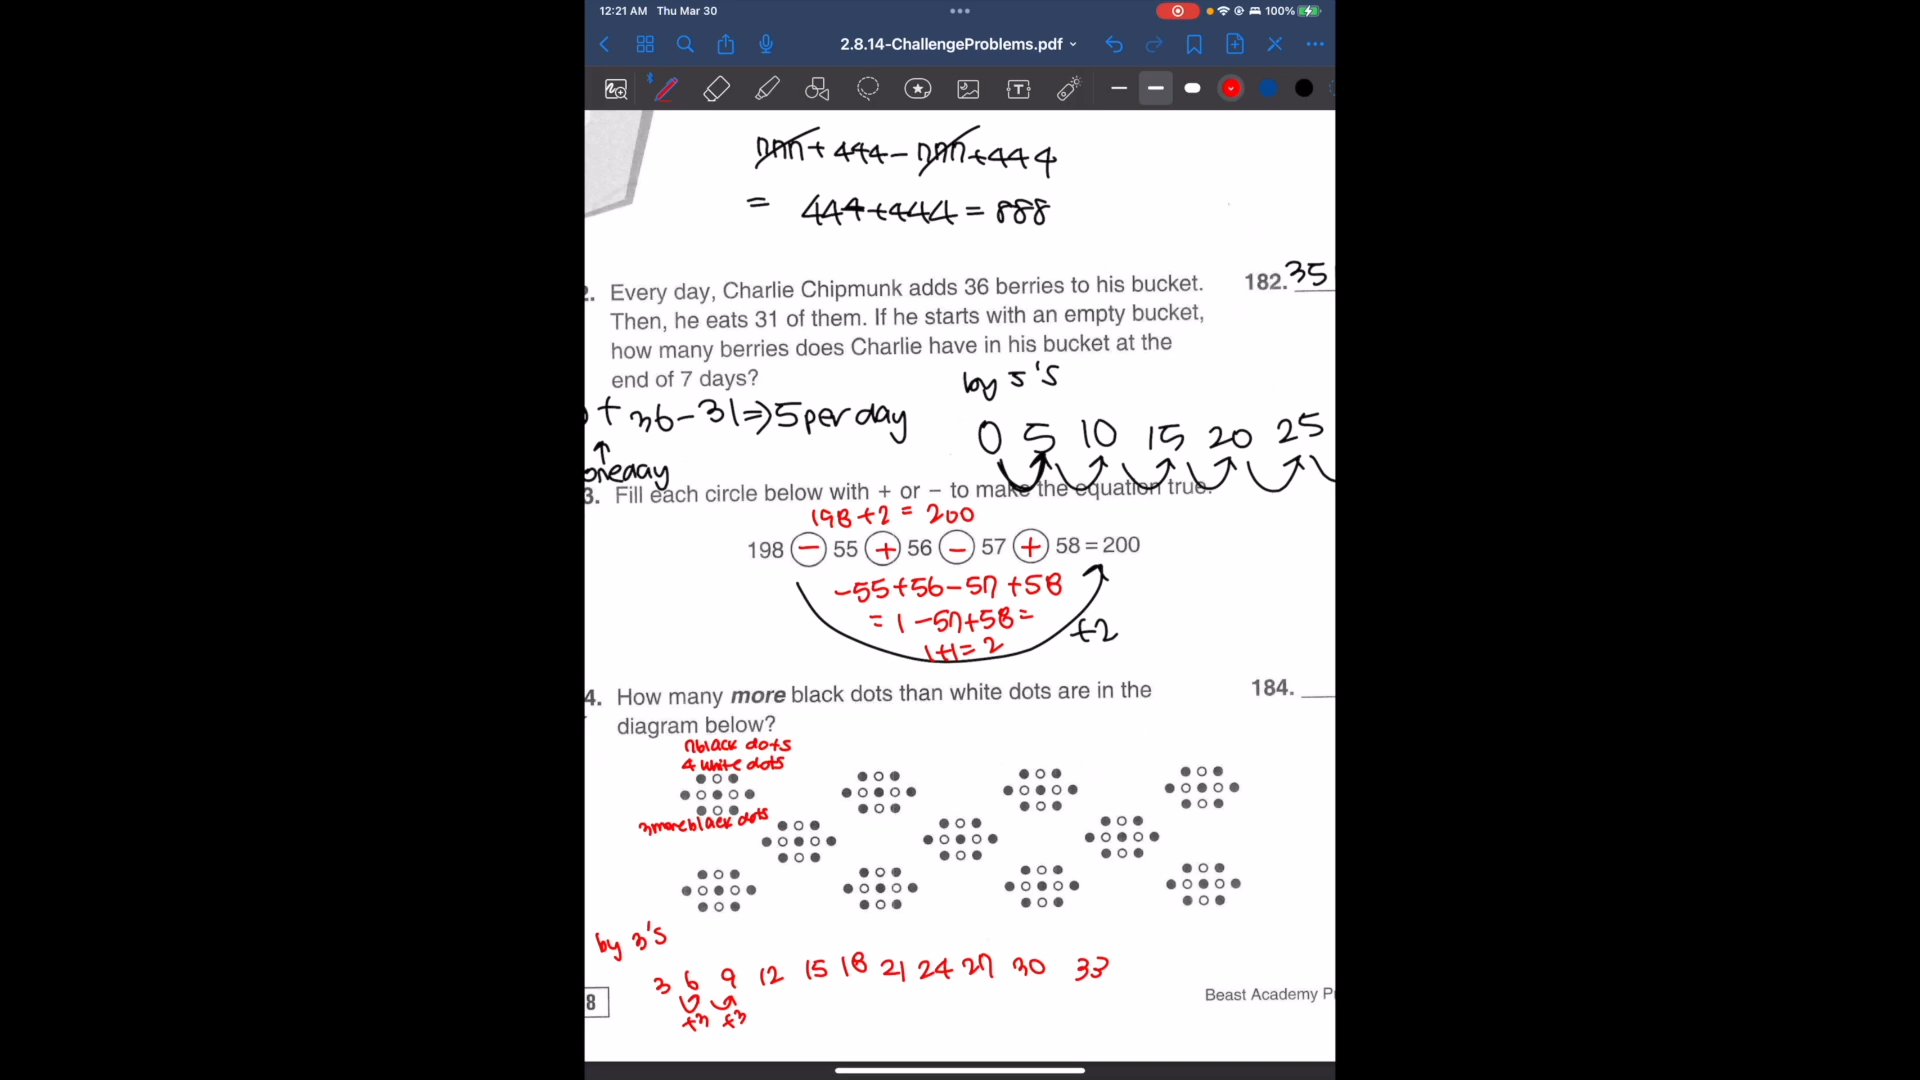 12:21 AM Thu Mar 30
100%
2.8.14-ChallengeProblems.pdf
777+444-777+444
= 444+444=888
2. Every day, Charlie Chipmunk adds 36 berries to his bucket.
Then, he eats 31 of them. If he starts with an empty bucket,
how many berries does Charlie have in his bucket at the
end of 7 days?
182. 35
by 5's
+ 36-31=>5 per day
↑
one day
0 5 10 15 20 25
3. Fill each circle below with + or − to make the equation true.
198+2 = 200
198 − 55 + 56 − 57 + 58 = 200
-55+56-57+58
= 1-57+58=
1+1=2
+2
4. How many more black dots than white dots are in the
diagram below?
184.
7black dots
4 white dots
3more black dots
by 3's
3 6 9 12 15 18 21 24 27 30 33
+3 +3
8
Beast Academy P